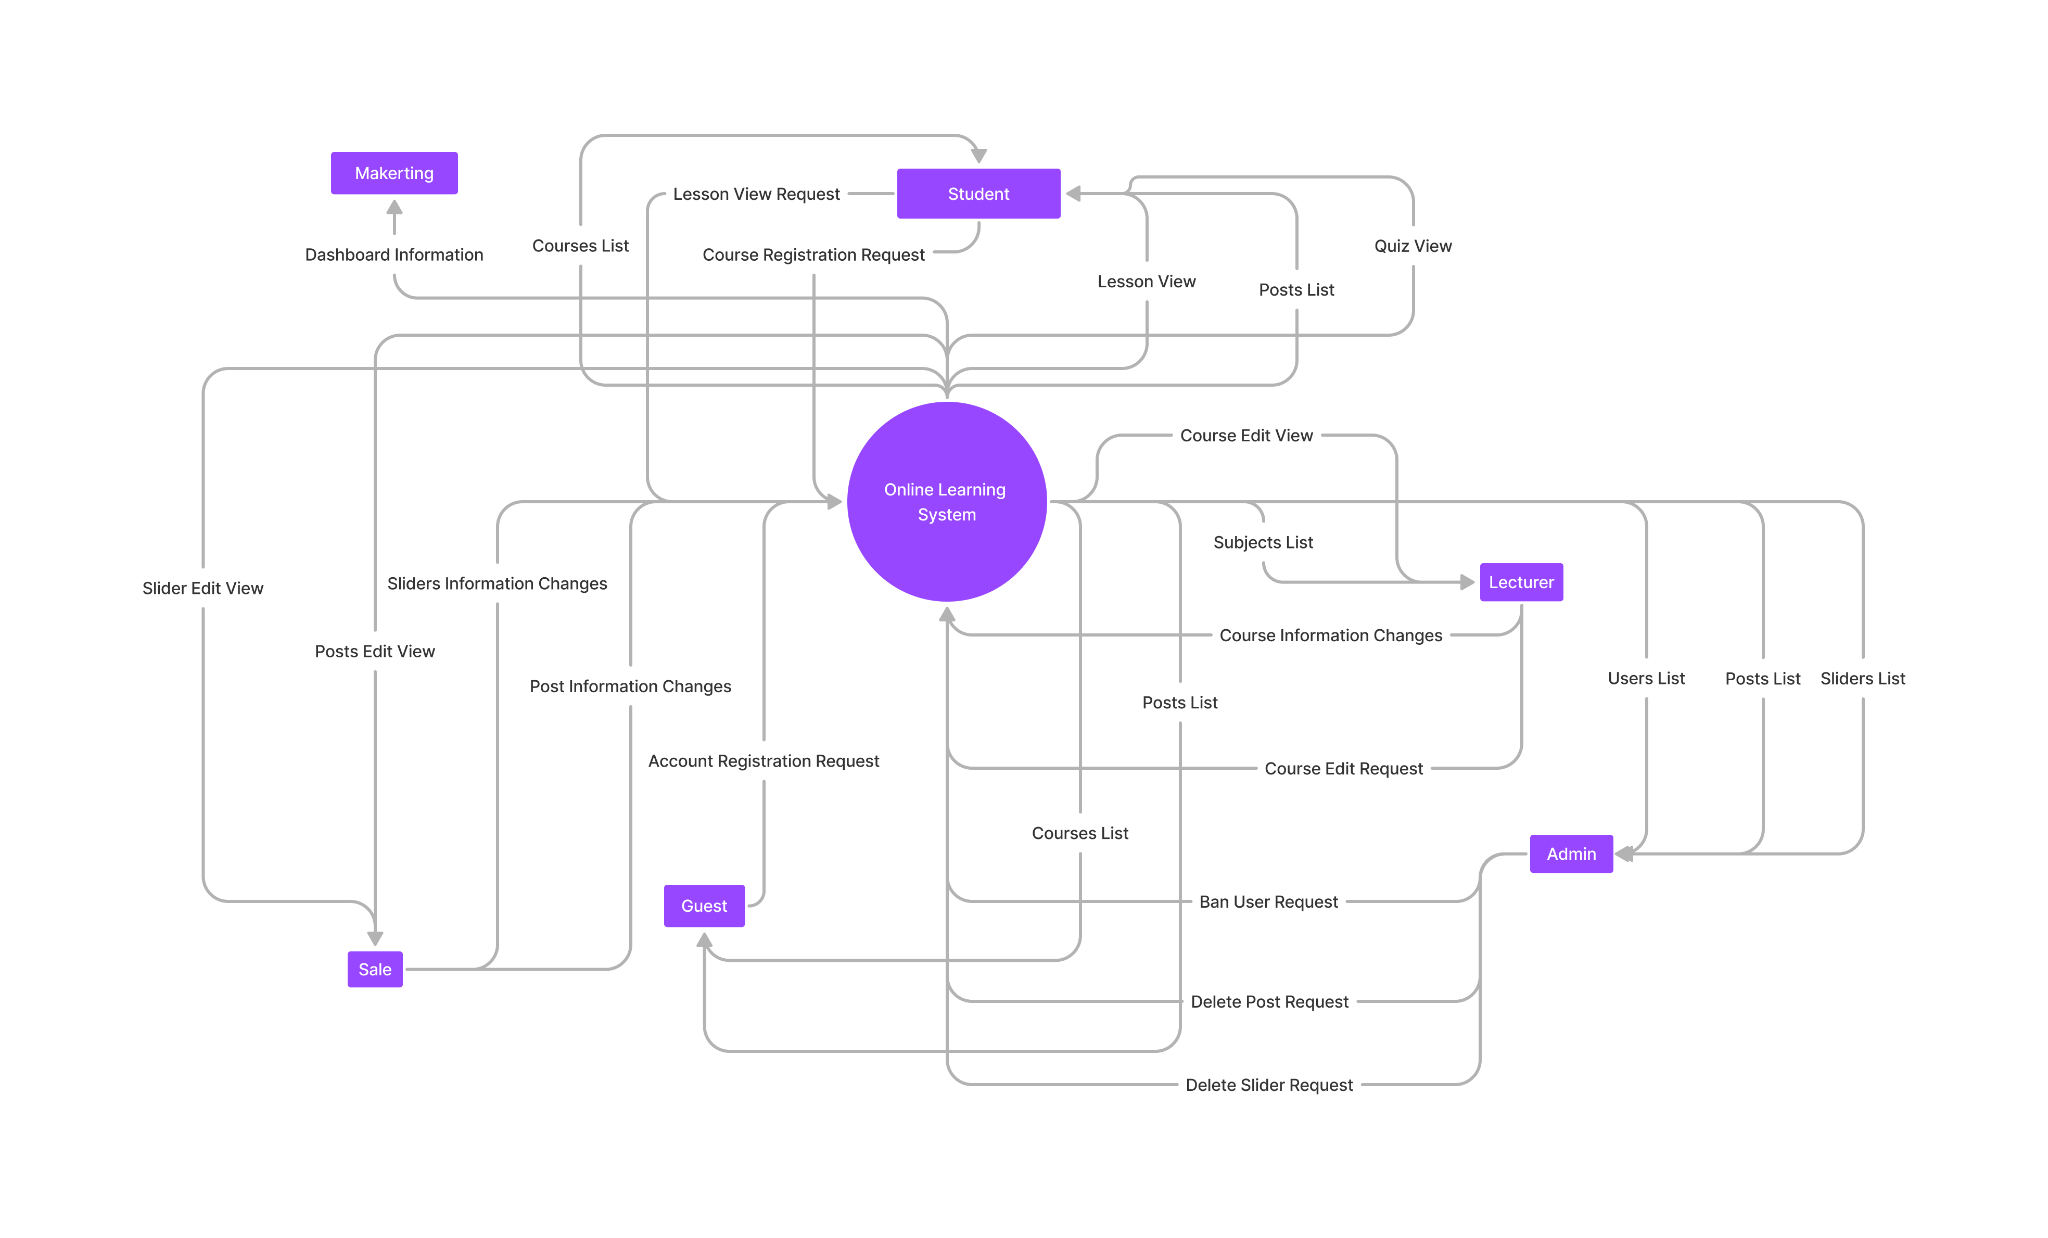 Makerting
Student
Lesson View Request
Courses List
Quiz View
Dashboard Information
Course Registration Request
Lesson View
Posts List
Course Edit View
Online Learning
System
Subjects List
Lecturer
Slider Edit View
Sliders Information Changes
Course Information Changes
Posts Edit View
Post Information Changes
Users List
Posts List
Sliders List
Posts List
Account Registration Request
Course Edit Request
Courses List
Admin
Guest
Ban User Request
Sale
Delete Post Request
Delete Slider Request